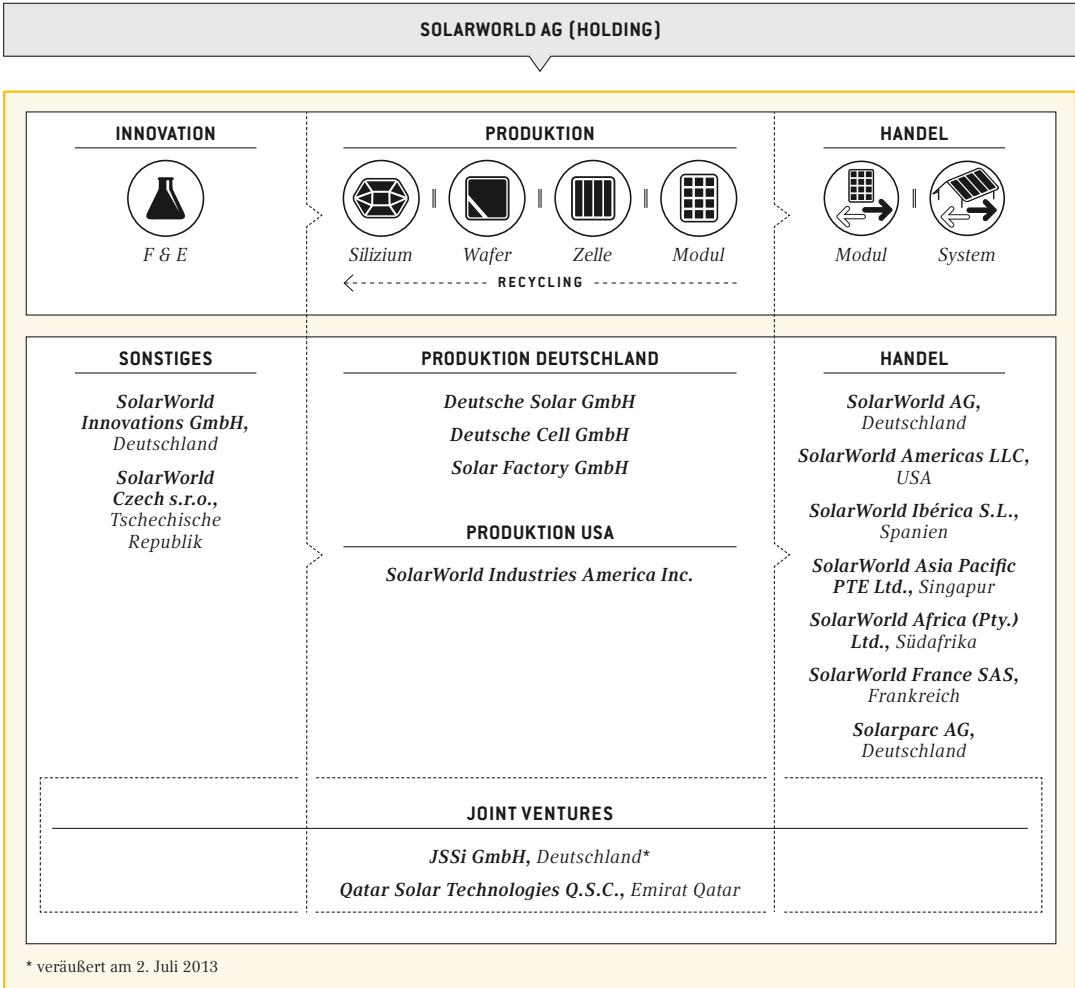 SOLARWORLD AG (HOLDING)
INNOVATION
F & E
PRODUKTION
Silizium
Wafer
Zelle
Modul
RECYCLING
HANDEL
Modul
System
SONSTIGES
SolarWorld
Innovations GmbH,
Deutschland
SolarWorld
Czech s.r.o.,
Tschechische
Republik
PRODUKTION DEUTSCHLAND
Deutsche Solar GmbH
Deutsche Cell GmbH
Solar Factory GmbH
PRODUKTION USA
SolarWorld Industries America Inc.
HANDEL
SolarWorld AG,
Deutschland
SolarWorld Americas LLC,
USA
SolarWorld Ibérica S.L.,
Spanien
SolarWorld Asia Pacific
PTE Ltd., Singapur
SolarWorld Africa (Pty.)
Ltd., Südafrika
SolarWorld France SAS,
Frankreich
Solarparc AG,
Deutschland
JOINT VENTURES
JSSi GmbH, Deutschland*
Qatar Solar Technologies Q.S.C., Emirat Qatar
* veräußert am 2. Juli 2013